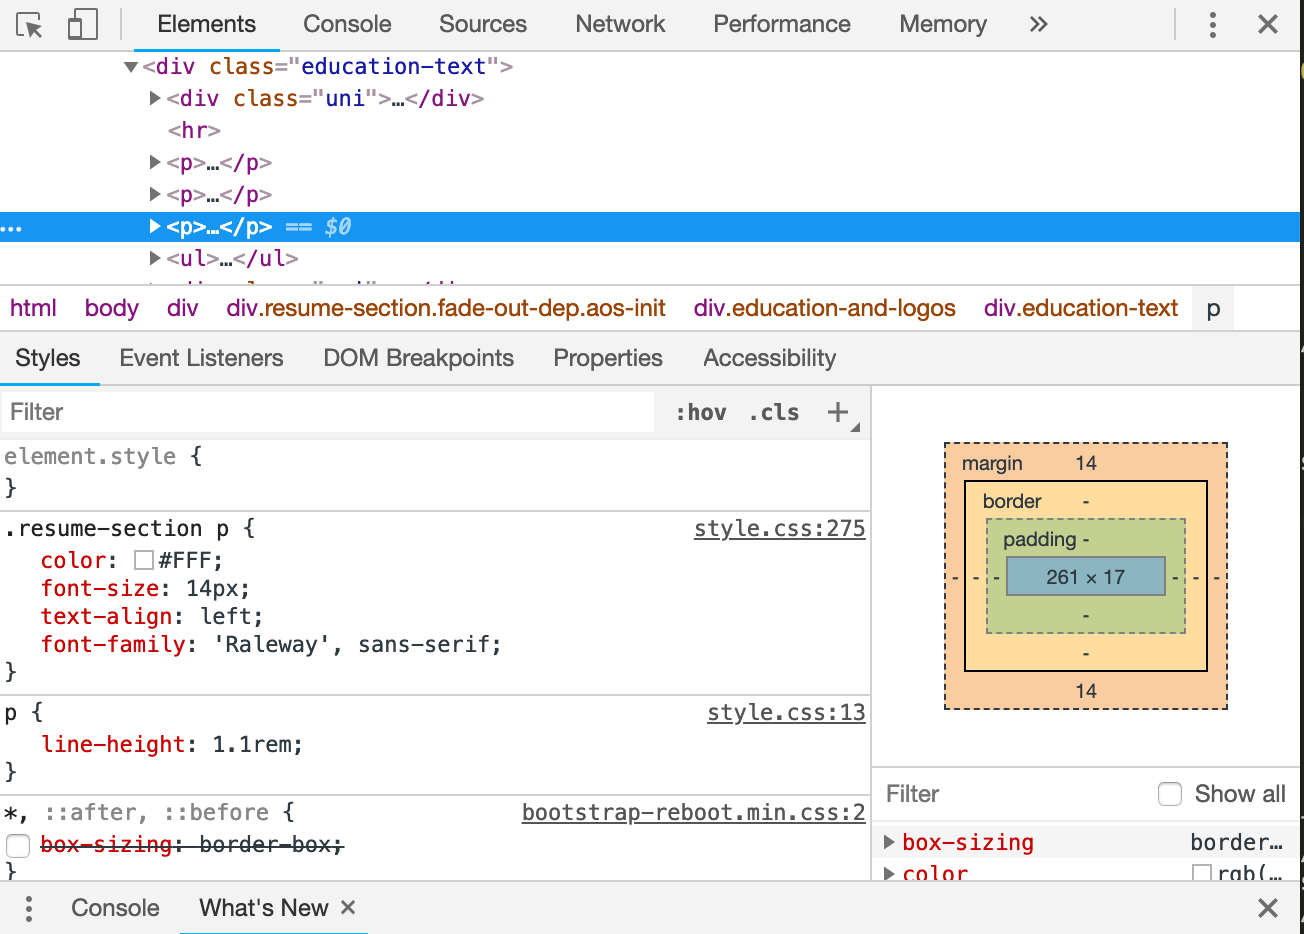 Elements Console Sources Network Performance Memory »
▼<div class="education-text">
▶<div class="uni">…</div>
<hr>
▶<p>…</p>
▶<p>…</p>
… ▶<p>…</p> == $0
▶<ul>…</ul>
html body div div.resume-section.fade-out-dep.aos-init div.education-and-logos div.education-text p
Styles Event Listeners DOM Breakpoints Properties Accessibility
Filter :hov .cls +
element.style {
}
.resume-section p { style.css:275
color: #FFF;
font-size: 14px;
text-align: left;
font-family: 'Raleway', sans-serif;
}
p { style.css:13
line-height: 1.1rem;
}
*, ::after, ::before { bootstrap-reboot.min.css:2
box-sizing: border-box;
}
margin 14
border -
padding -
- - - 261 × 17 - - -
-
-
14
Filter Show all
▶ box-sizing border…
▶ color rgb(…
Console What's New ×